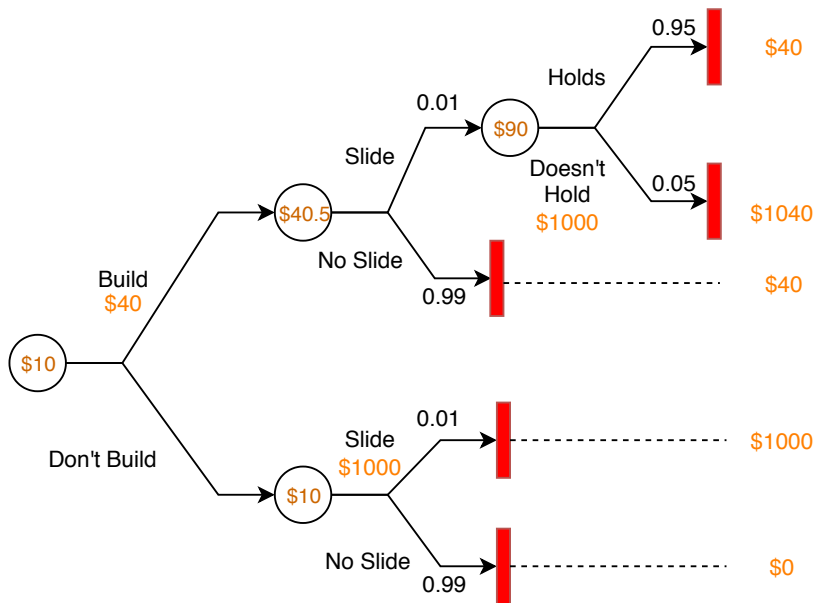 0.95
$40
Holds
0.01
$90
Slide
Doesn't
Hold
$1000
0.05
$1040
$40.5
No Slide
0.99
$40
Build
$40
$10
Don't Build
0.01
Slide
$1000
$1000
$10
No Slide
0.99
$0